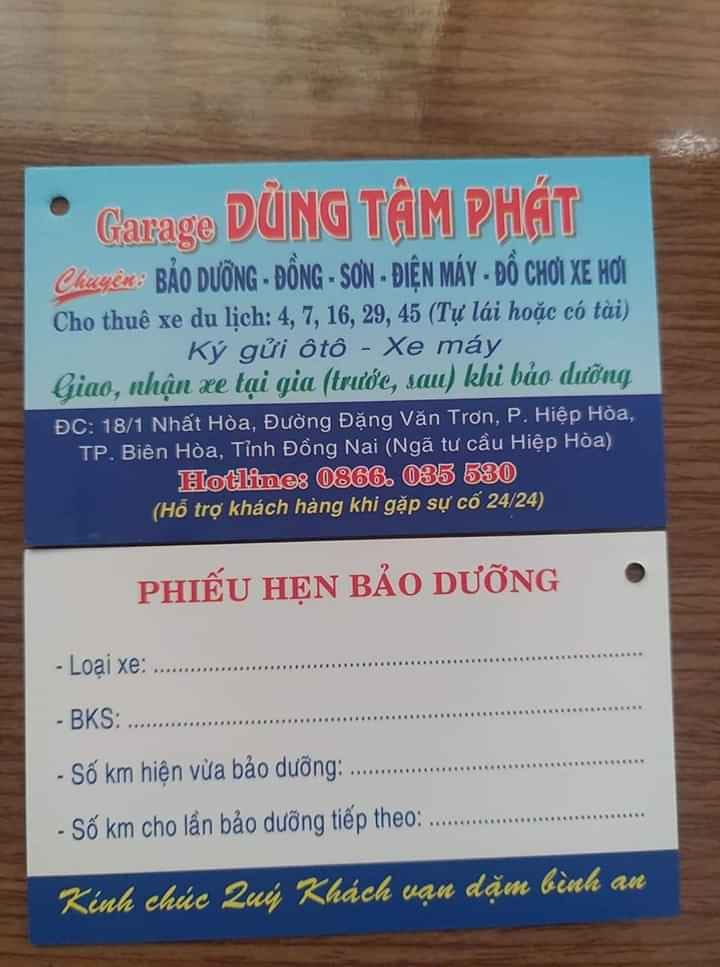 Garage DŨNG TÂM PHÁT
Chuyên: BẢO DƯỠNG - ĐỒNG - SƠN - ĐIỆN MÁY - ĐỒ CHƠI XE HƠI
Cho thuê xe du lịch: 4, 7, 16, 29, 45 (Tự lái hoặc có tài)
Ký gửi ôtô - Xe máy
Giao, nhận xe tại gia (trước, sau) khi bảo dưỡng
ĐC: 18/1 Nhất Hòa, Đường Đặng Văn Trơn, P. Hiệp Hòa,
TP. Biên Hòa, Tỉnh Đồng Nai (Ngã tư cầu Hiệp Hòa)
Hotline: 0866. 035 530
(Hỗ trợ khách hàng khi gặp sự cố 24/24)
PHIẾU HẸN BẢO DƯỠNG
- Loại xe: ........................................
- BKS: ........................................
- Số km hiện vừa bảo dưỡng: ........................................
- Số km cho lần bảo dưỡng tiếp theo: ........................................
Kính chúc Quý Khách vạn dặm bình an